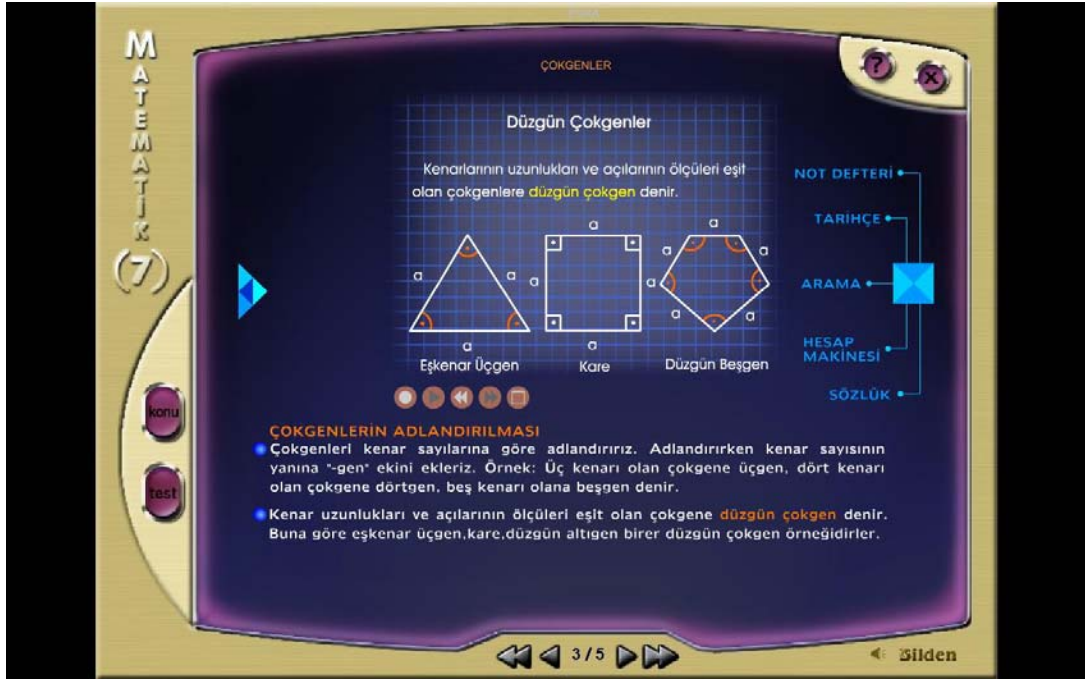 MATEMATİK
(7)
ÇOKGENLER
?
x
Düzgün Çokgenler
Kenarlarının uzunlukları ve açılarının ölçüleri eşit
olan çokgenlere düzgün çokgen denir.
a a a
Eşkenar Üçgen
a a a
Kare
a a a a a
Düzgün Beşgen
NOT DEFTERİ
TARİHÇE
ARAMA
HESAP
MAKİNESİ
SÖZLÜK
konu
test
ÇOKGENLERİN ADLANDIRILMASI
Çokgenleri kenar sayılarına göre adlandırırız. Adlandırırken kenar sayısının
yanına "-gen" ekini ekleriz. Örnek: Üç kenarı olan çokgene üçgen, dört kenarı
olan çokgene dörtgen, beş kenarı olana beşgen denir.
Kenar uzunlukları ve açılarının ölçüleri eşit olan çokgene düzgün çokgen denir.
Buna göre eşkenar üçgen,kare,düzgün altıgen birer düzgün çokgen örneğidirler.
3 / 5
Bilden